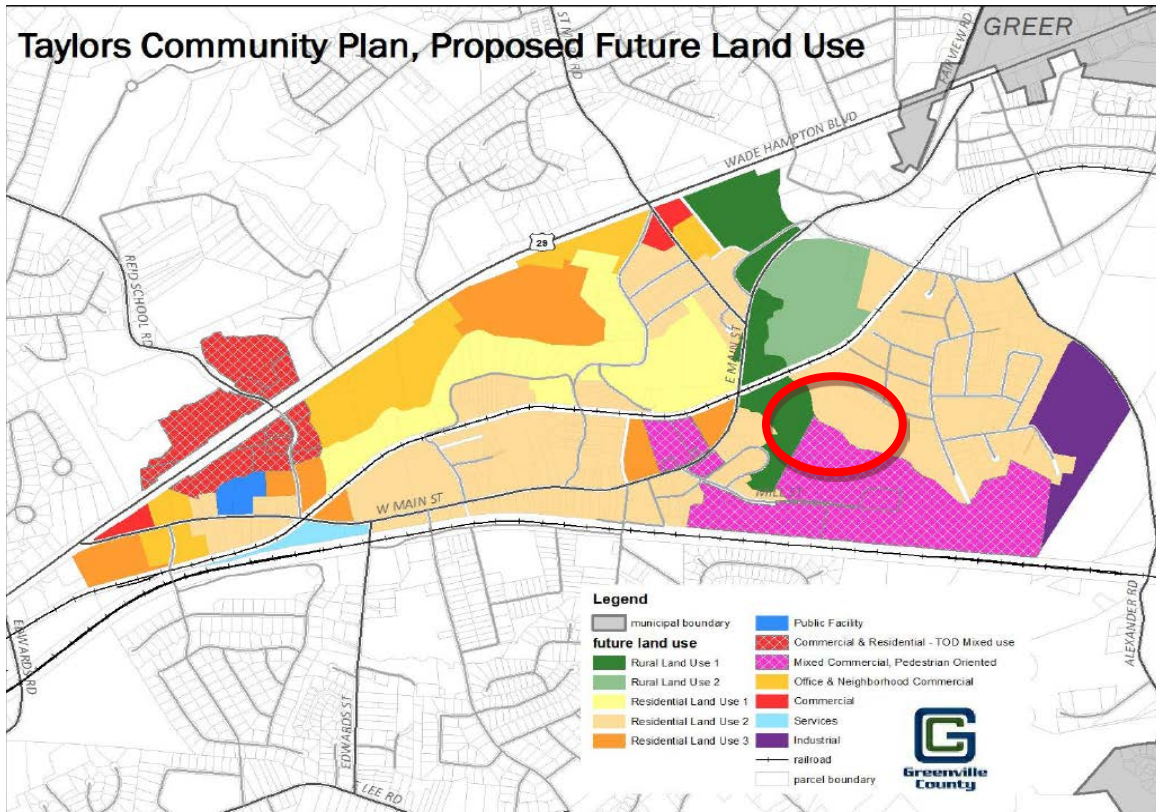 Taylors Community Plan, Proposed Future Land Use
GREER
FAIRVIEW RD
WADE HAMPTON BLVD
29
REID SCHOOL RD
E MAIN ST
W MAIN ST
EDWARDS RD
EDWARDS ST
LEE RD
ALEXANDER RD
Legend
municipal boundary
future land use
Rural Land Use 1
Rural Land Use 2
Residential Land Use 1
Residential Land Use 2
Residential Land Use 3
Public Facility
Commercial & Residential - TOD Mixed use
Mixed Commercial, Pedestrian Oriented
Office & Neighborhood Commercial
Commercial
Services
Industrial
railroad
parcel boundary
GC
Greenville
County